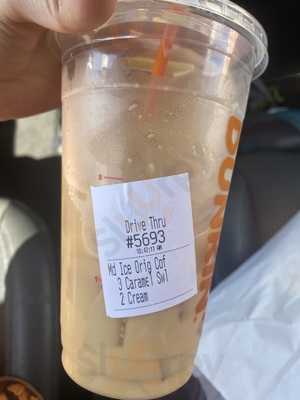 Drive Thru
#5693
Md Ice Orig Cof
3 Caramel Swl
2 Cream
DUNKIN'